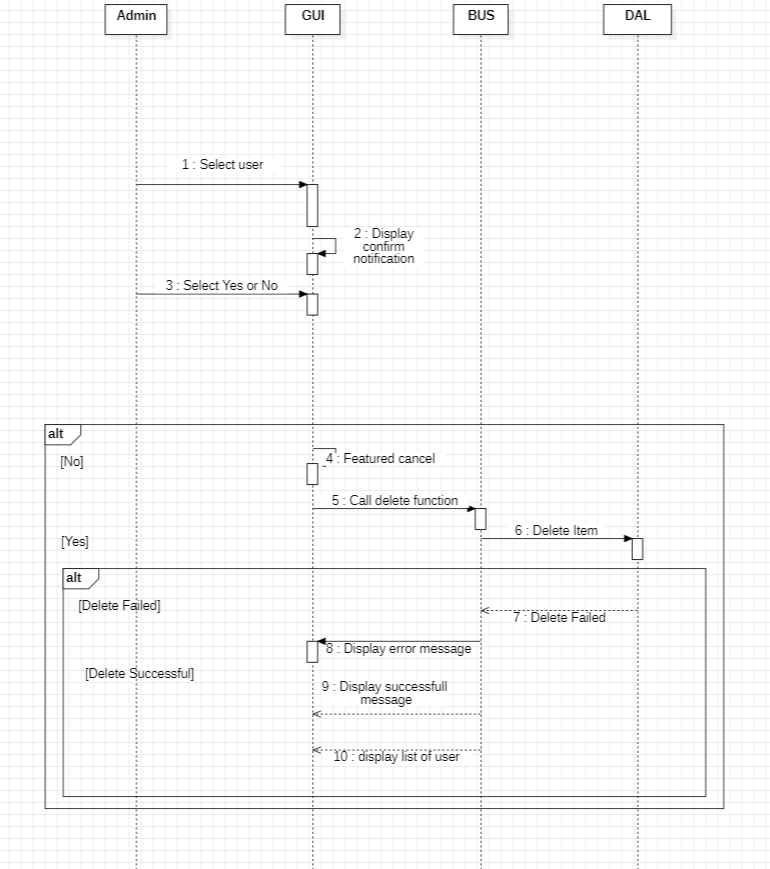 Admin
GUI
BUS
DAL
1 : Select user
2 : Display
confirm
notification
3 : Select Yes or No
alt
[No]
4 : Featured cancel
5 : Call delete function
6 : Delete Item
[Yes]
alt
[Delete Failed]
7 : Delete Failed
8 : Display error message
[Delete Successful]
9 : Display successfull
message
10 : display list of user